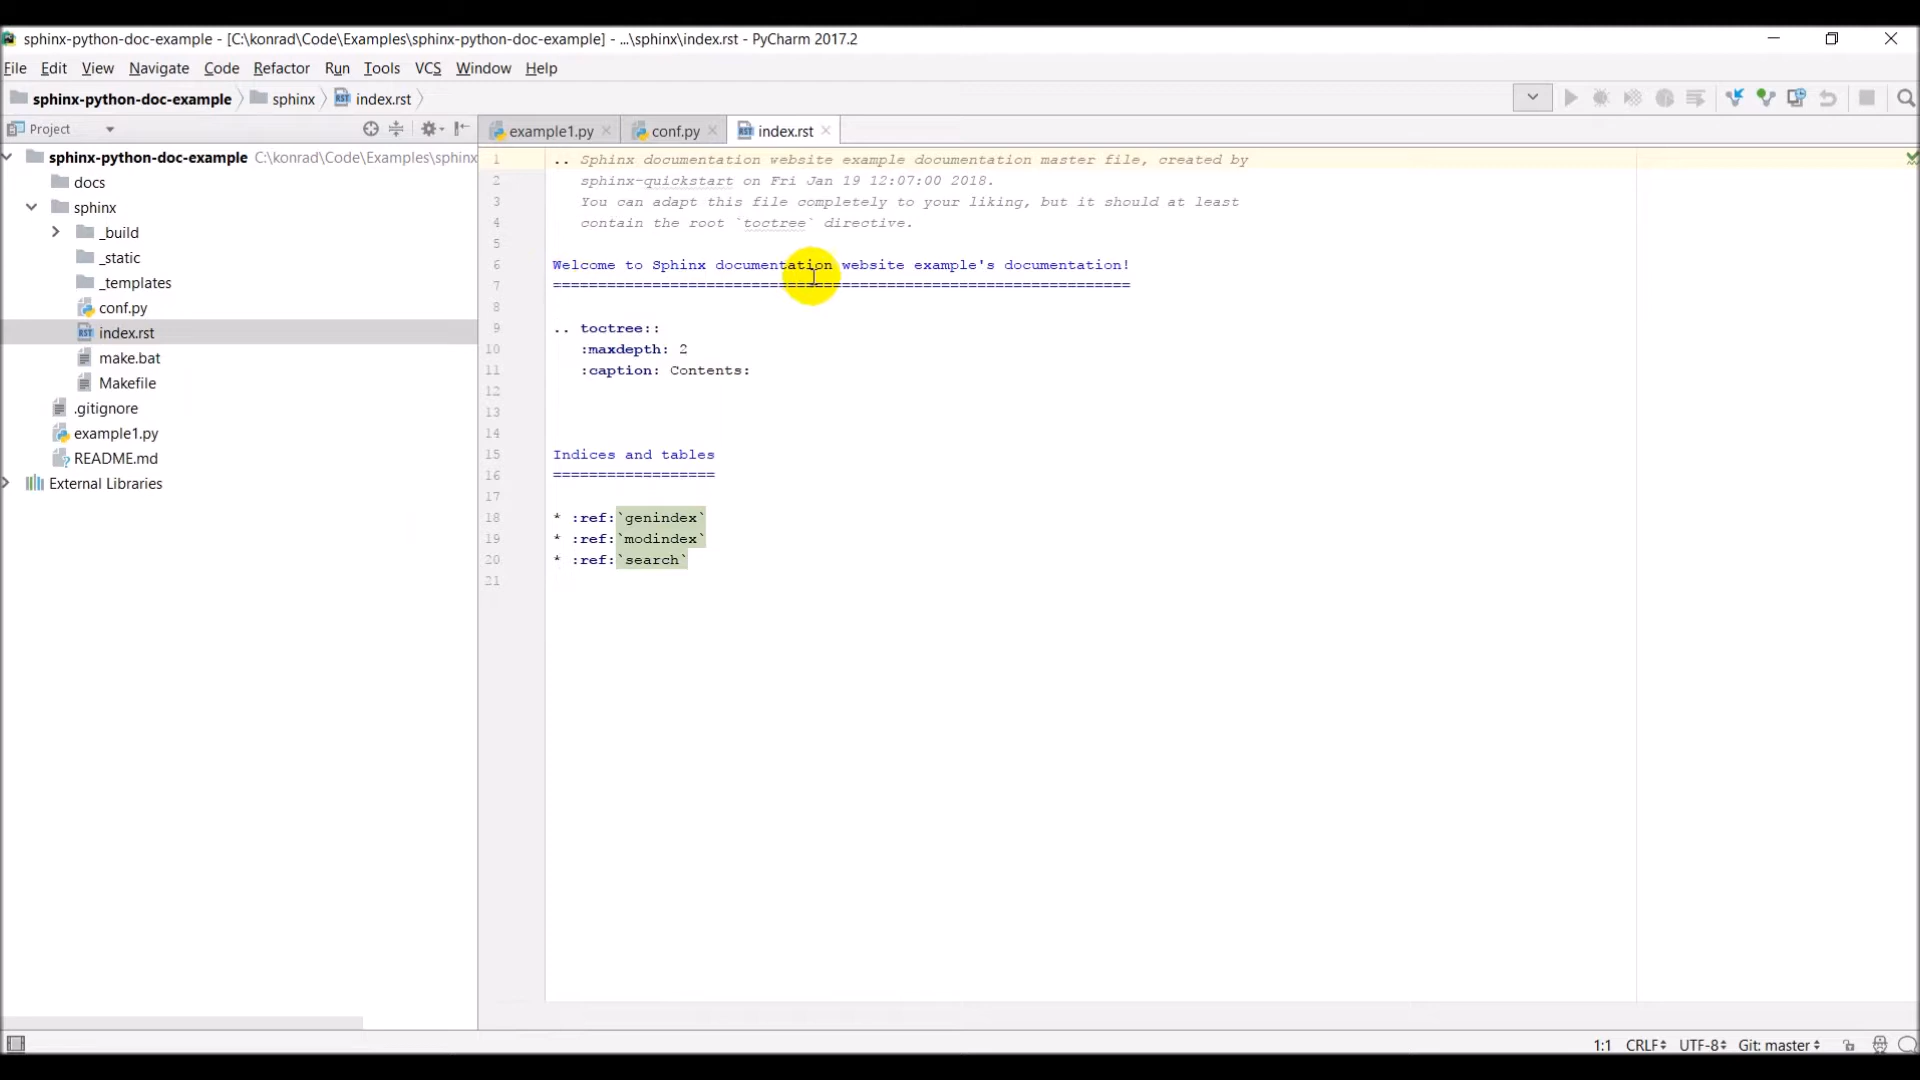 sphinx-python-doc-example - [C:\konrad\Code\Examples\sphinx-python-doc-example] - ...\sphinx\index.rst - PyCharm 2017.2
File Edit View Navigate Code Refactor Run Tools VCS Window Help
sphinx-python-doc-example sphinx index.rst
Project
example1.py conf.py index.rst
sphinx-python-doc-example C:\konrad\Code\Examples\sphinx
docs
sphinx
_build
_static
_templates
conf.py
index.rst
make.bat
Makefile
.gitignore
example1.py
README.md
External Libraries
1 .. Sphinx documentation website example documentation master file, created by
2 sphinx-quickstart on Fri Jan 19 12:07:00 2018.
3 You can adapt this file completely to your liking, but it should at least
4 contain the root `toctree` directive.
5
6 Welcome to Sphinx documentation website example's documentation!
7 ================================================================
8
9 .. toctree::
10 :maxdepth: 2
11 :caption: Contents:
12
13
14
15 Indices and tables
16 ==================
17
18 * :ref:`genindex`
19 * :ref:`modindex`
20 * :ref:`search`
21
1:1 CRLF UTF-8 Git: master